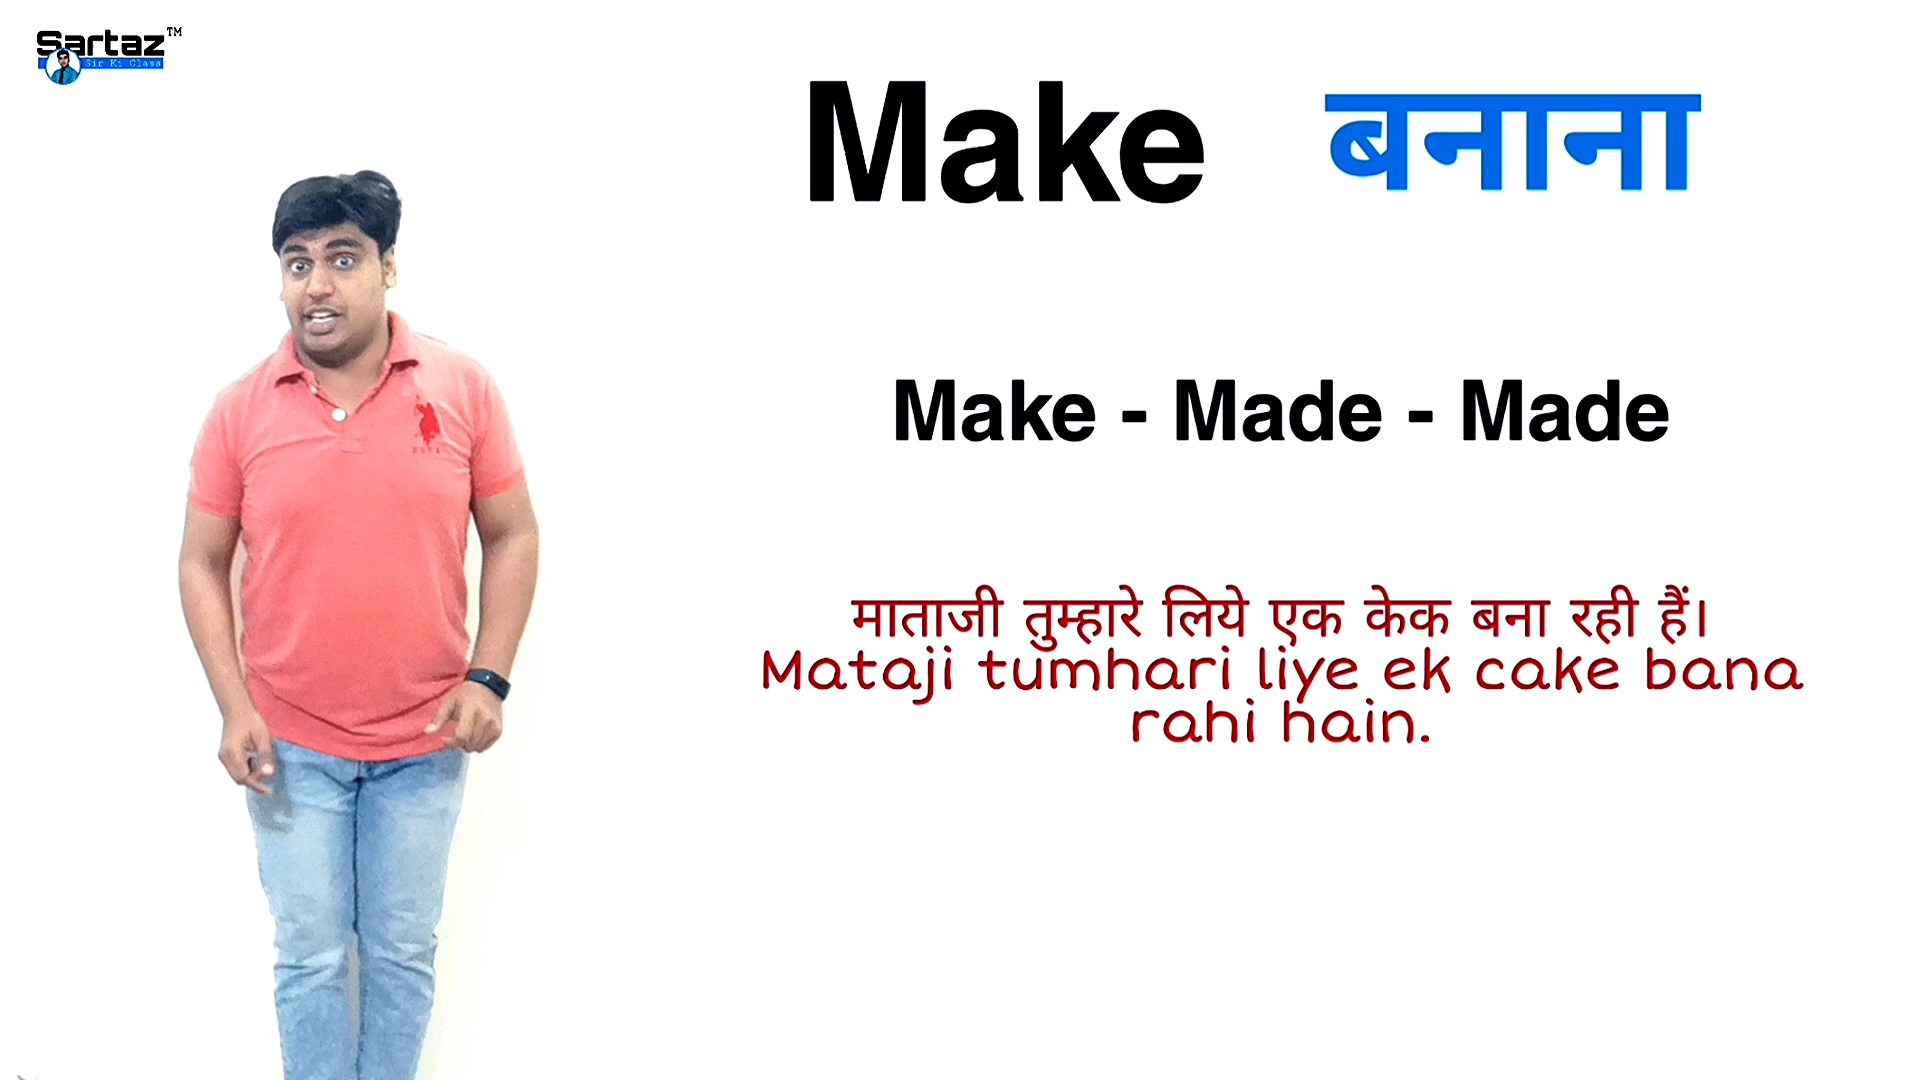 Sartaz™
Sir Ki Class
Make बनाना
Make - Made - Made
माताजी तुम्हारे लिये एक केक बना रही हैं।
Mataji tumhari liye ek cake bana
rahi hain.